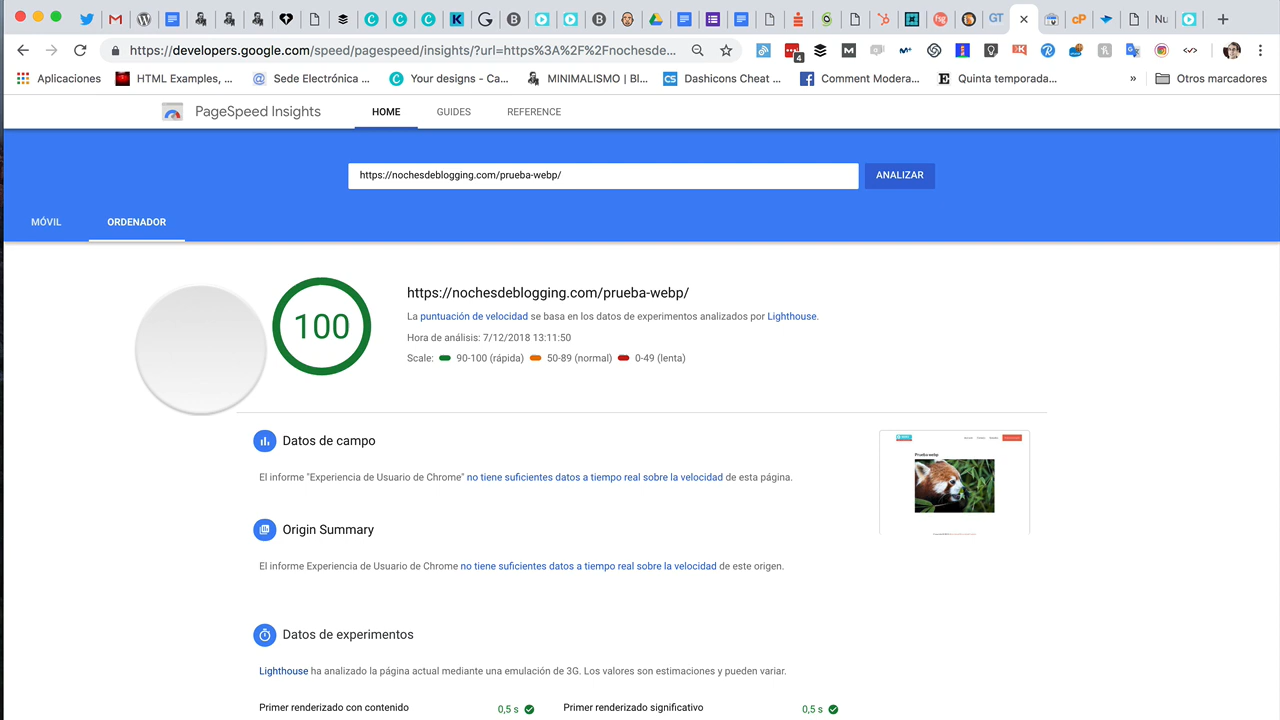 GT
cP
Nu
https://developers.google.com/speed/pagespeed/insights/?url=https%3A%2F%2Fnochesde...
4
Aplicaciones
HTML Examples, ...
Sede Electrónica ...
Your designs - Ca...
MINIMALISMO | Bl...
CS
Dashicons Cheat ...
Comment Modera...
E
Quinta temporada...
»
Otros marcadores
PageSpeed Insights
HOME
GUIDES
REFERENCE
https://nochesdeblogging.com/prueba-webp/
ANALIZAR
MÓVIL
ORDENADOR
100
https://nochesdeblogging.com/prueba-webp/
La puntuación de velocidad se basa en los datos de experimentos analizados por Lighthouse.
Hora de análisis: 7/12/2018 13:11:50
Scale: 90-100 (rápida) 50-89 (normal) 0-49 (lenta)
Datos de campo
El informe "Experiencia de Usuario de Chrome" no tiene suficientes datos a tiempo real sobre la velocidad de esta página.
Prueba webp
Origin Summary
El informe Experiencia de Usuario de Chrome no tiene suficientes datos a tiempo real sobre la velocidad de este origen.
Datos de experimentos
Lighthouse ha analizado la página actual mediante una emulación de 3G. Los valores son estimaciones y pueden variar.
Primer renderizado con contenido 0,5 s
Primer renderizado significativo 0,5 s